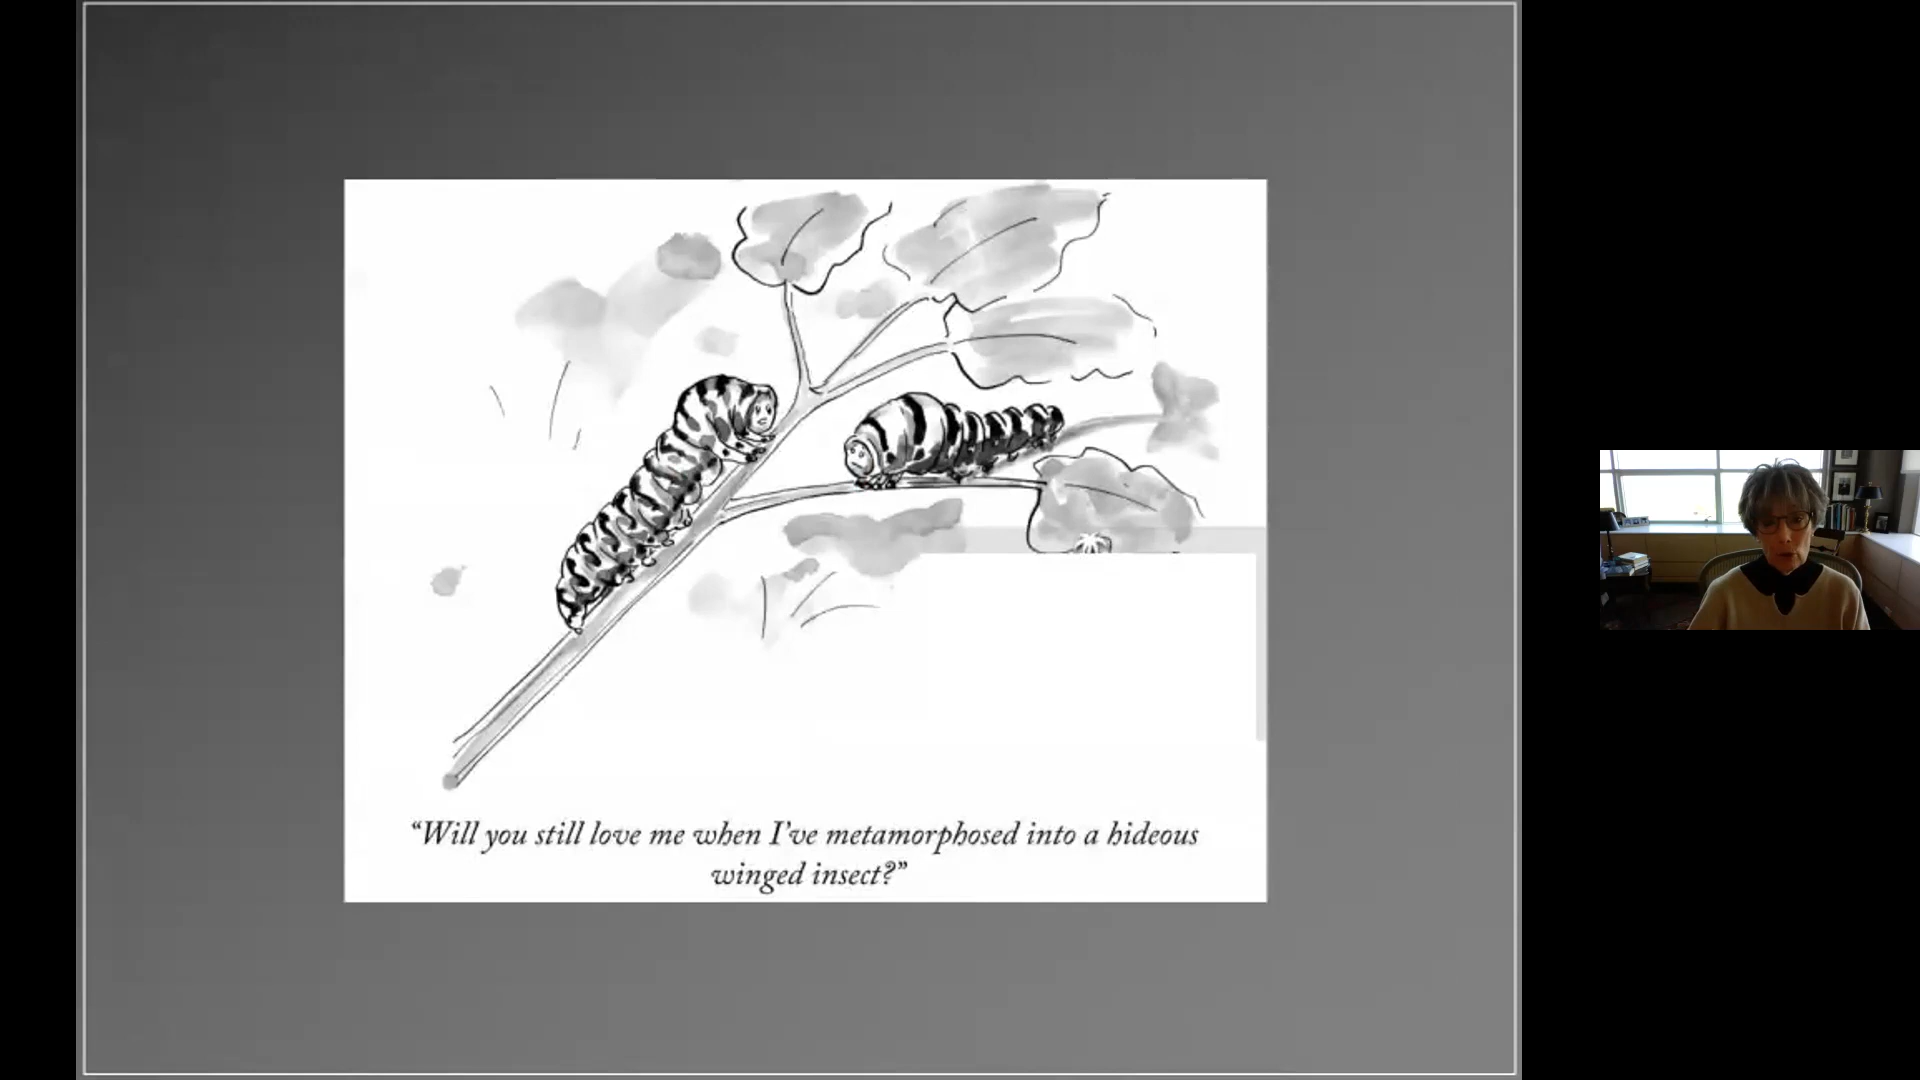 “Will you still love me when I’ve metamorphosed into a hideous
winged insect?”